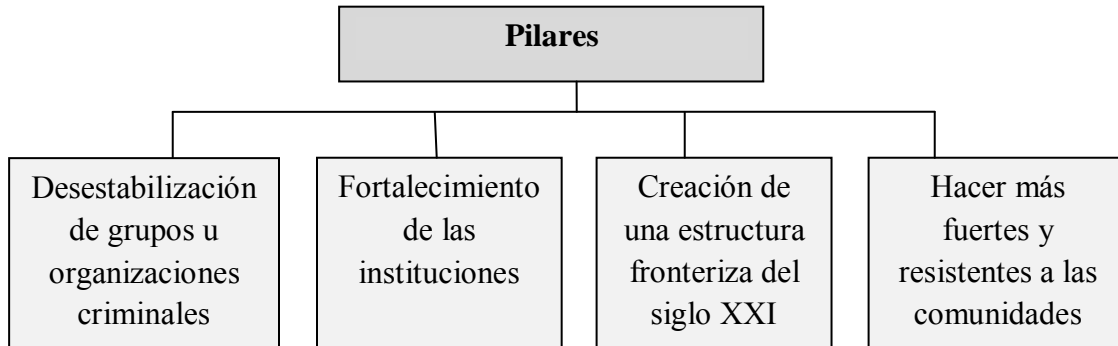 Pilares
Desestabilización
de grupos u
organizaciones
criminales
Fortalecimiento
de las
instituciones
Creación de
una estructura
fronteriza del
siglo XXI
Hacer más
fuertes y
resistentes a las
comunidades